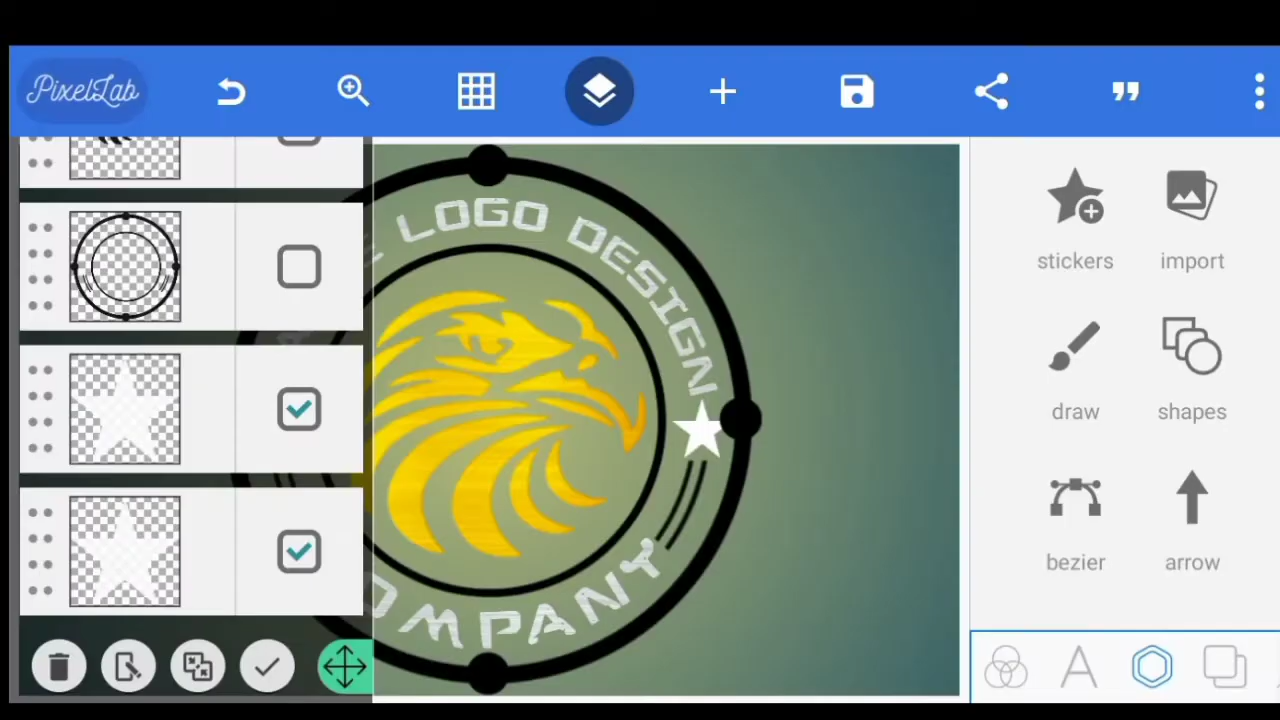 PixelLab
E LOGO DESIGN
stickers
import
draw
shapes
OMPANY
bezier
arrow